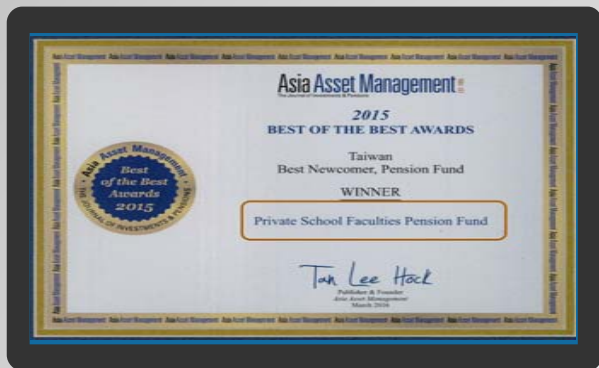 Asia Asset Management
The Journal of Investments & Pensions
2015
BEST OF THE BEST AWARDS
Taiwan
Best Newcomer, Pension Fund
WINNER
Private School Faculties Pension Fund
Asia Asset Management
Best
of the Best
Awards
2015
THE JOURNAL OF INVESTMENTS & PENSIONS
Tan Lee Hock
Publisher & Founder
Asia Asset Management
March 2016